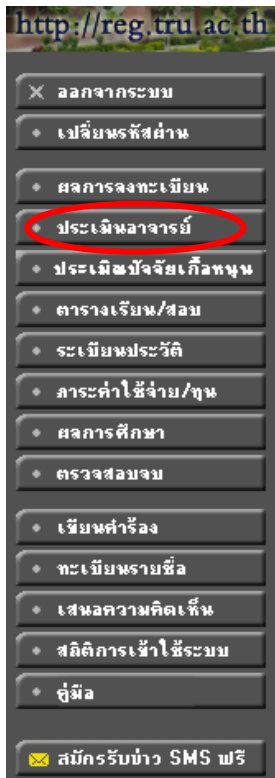 http://reg.tru.ac.th
ออกจากระบบ
เปลี่ยนรหัสผ่าน
ผลการลงทะเบียน
ประเมินอาจารย์
ประเมินปัจจัยเกื้อหนุน
ตารางเรียน/สอบ
ระเบียนประวัติ
ภาระค่าใช้จ่าย/ทุน
ผลการศึกษา
ตรวจสอบจบ
เขียนคำร้อง
ทะเบียนรายชื่อ
เสนอความคิดเห็น
สถิติการเข้าใช้ระบบ
คู่มือ
สมัครรับข่าว SMS ฟรี